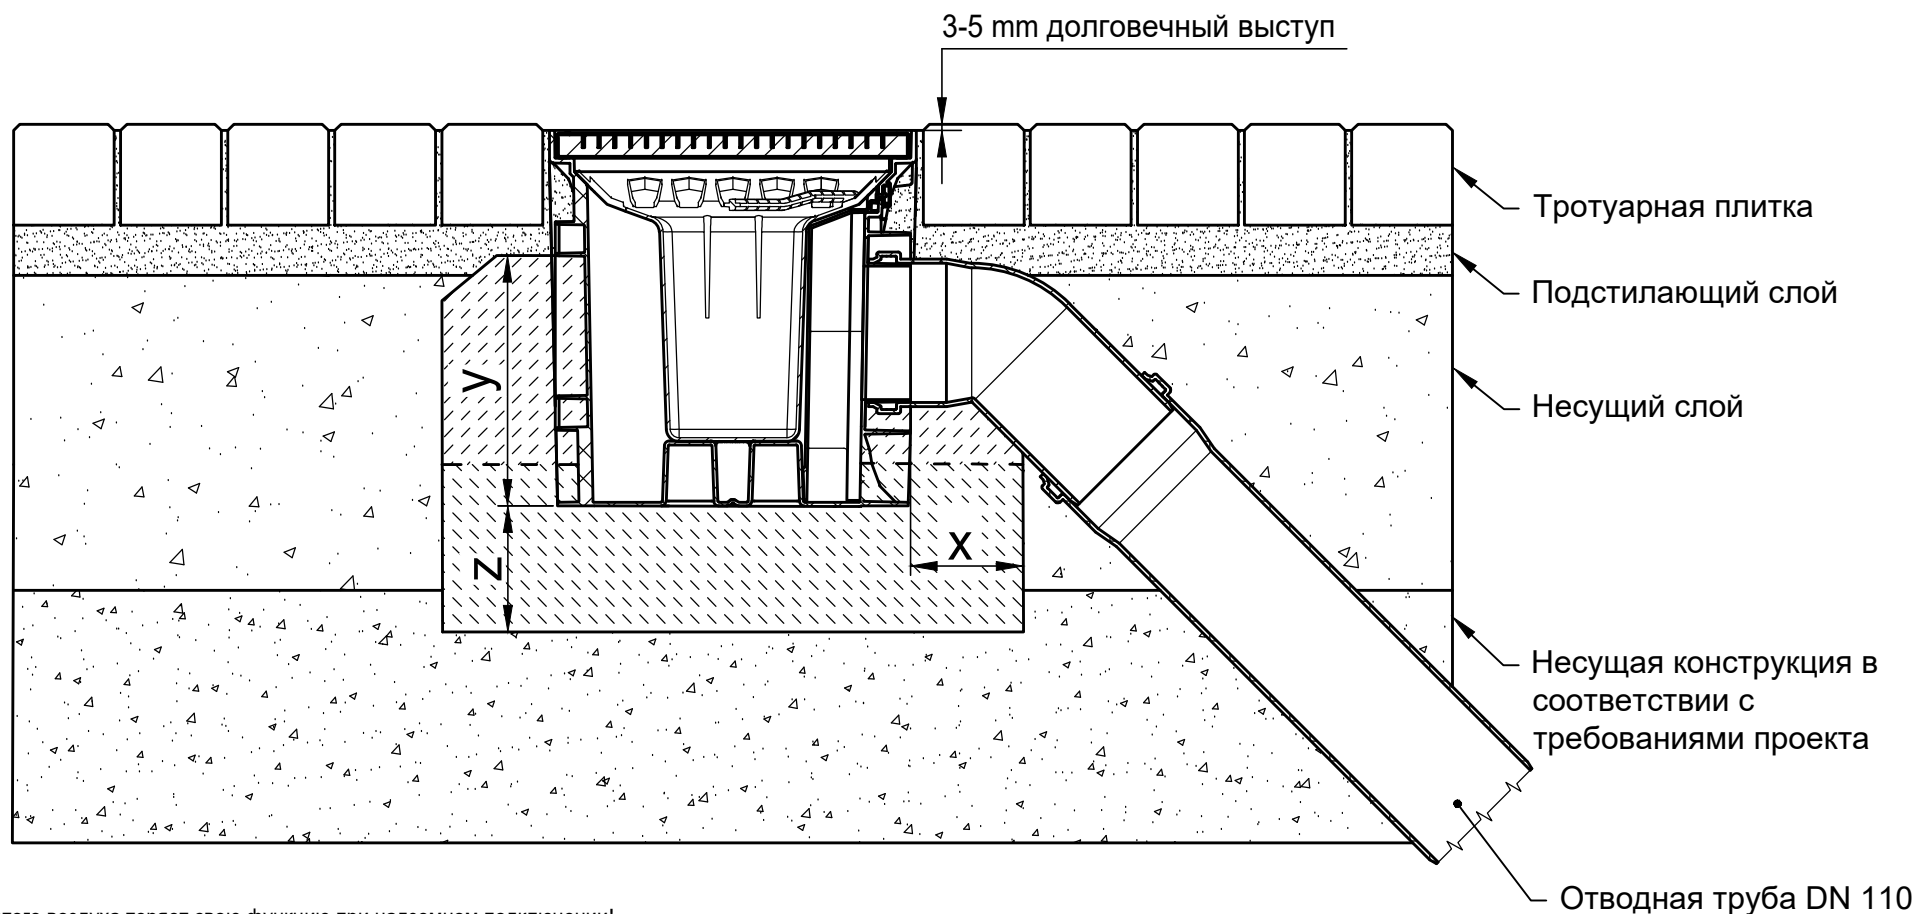 3-5 mm долговечный выступ
Тротуарная плитка
Подстилающий слой
Несущий слой
y
z
x
Несущая конструкция в
соответствии с
требованиями проекта
Отводная труба DN 110